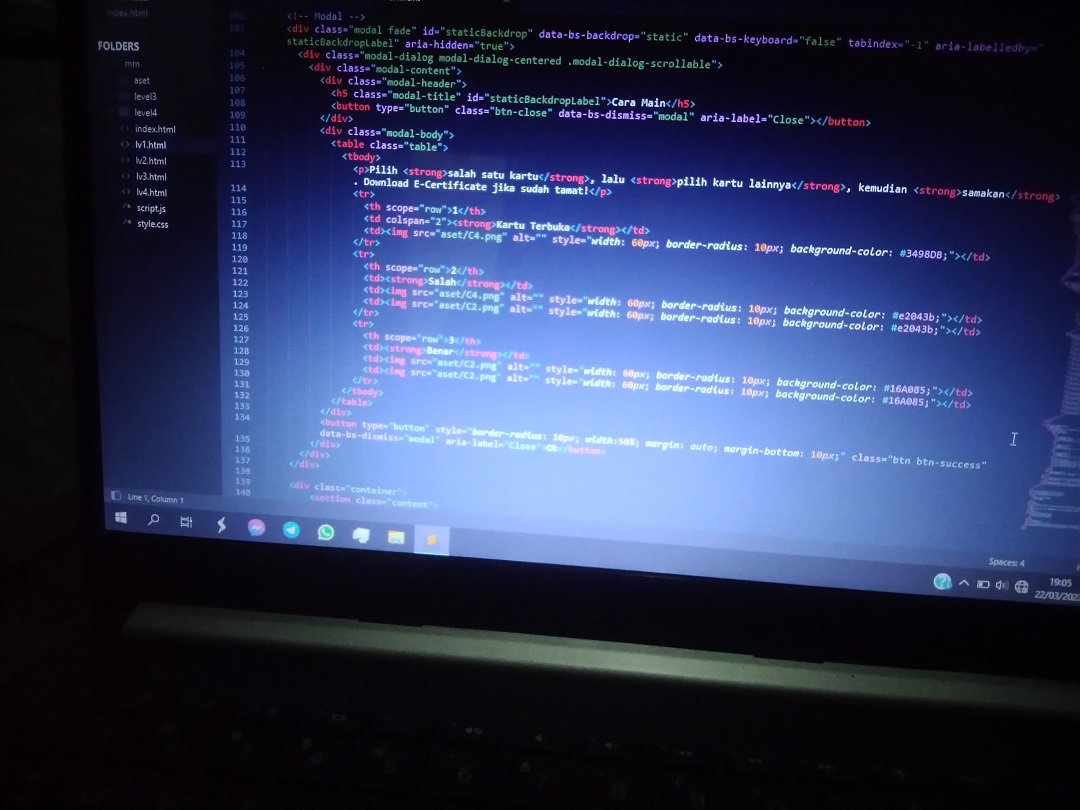 index.html
FOLDERS
mm
aset
level3
level4
index.html
lv1.html
lv2.html
lv3.html
lv4.html
script.js
style.css
102 <!-- Modal -->
103 <div class="modal fade" id="staticBackdrop" data-bs-backdrop="static" data-bs-keyboard="false" tabindex="-1" aria-labelledby="
staticBackdropLabel" aria-hidden="true">
104 <div class="modal-dialog modal-dialog-centered .modal-dialog-scrollable">
105 <div class="modal-content">
106 <div class="modal-header">
107 <h5 class="modal-title" id="staticBackdropLabel">Cara Main</h5>
108 <button type="button" class="btn-close" data-bs-dismiss="modal" aria-label="Close"></button>
109 </div>
110 <div class="modal-body">
111 <table class="table">
112 <tbody>
113 <p>Pilih <strong>salah satu kartu</strong>, lalu <strong>pilih kartu lainnya</strong>, kemudian <strong>samakan</strong>
. Download E-Certificate jika sudah tamat!</p>
114 <tr>
115 <th scope="row">1</th>
116 <td colspan="2"><strong>Kartu Terbuka</strong></td>
117 <td><img src="aset/C4.png" alt="" style="width: 60px; border-radius: 10px; background-color: #3498DB;"></td>
118 </tr>
119 <tr>
120 <th scope="row">2</th>
121 <td><strong>Salah</strong></td>
122 <td><img src="aset/C4.png" alt="" style="width: 60px; border-radius: 10px; background-color: #e2043b;"></td>
123 <td><img src="aset/C2.png" alt="" style="width: 60px; border-radius: 10px; background-color: #e2043b;"></td>
124 </tr>
125 <tr>
126 <th scope="row">3</th>
127 <td><strong>Benar</strong></td>
128 <td><img src="aset/C2.png" alt="" style="width: 60px; border-radius: 10px; background-color: #16A085;"></td>
129 <td><img src="aset/C2.png" alt="" style="width: 60px; border-radius: 10px; background-color: #16A085;"></td>
130 </tr>
131 </tbody>
132 </table>
133 </div>
134 <button type="button" style="border-radius: 10px; width:50%; margin: auto; margin-bottom: 10px;" class="btn btn-success"
data-bs-dismiss="modal" aria-label="Close">Ok</button>
135 </div>
136 </div>
137 </div>
138
139 <div class="container">
140 <section class="content">
Line 1, Column 1
Spaces: 4
19:05